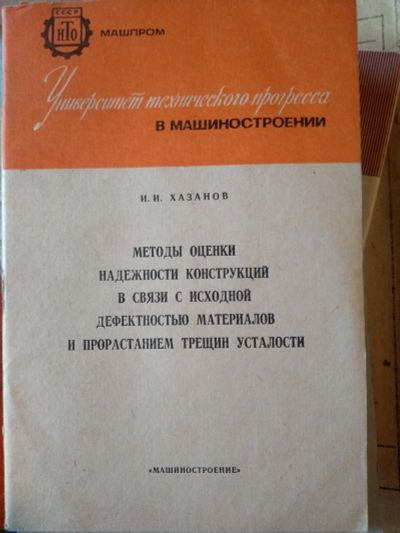 СССР
НТО
МАШПРОМ
Университет технического прогресса
В МАШИНОСТРОЕНИИ
И. И. ХАЗАНОВ
МЕТОДЫ ОЦЕНКИ
НАДЕЖНОСТИ КОНСТРУКЦИЙ
В СВЯЗИ С ИСХОДНОЙ
ДЕФЕКТНОСТЬЮ МАТЕРИАЛОВ
И ПРОРАСТАНИЕМ ТРЕЩИН УСТАЛОСТИ
«МАШИНОСТРОЕНИЕ»